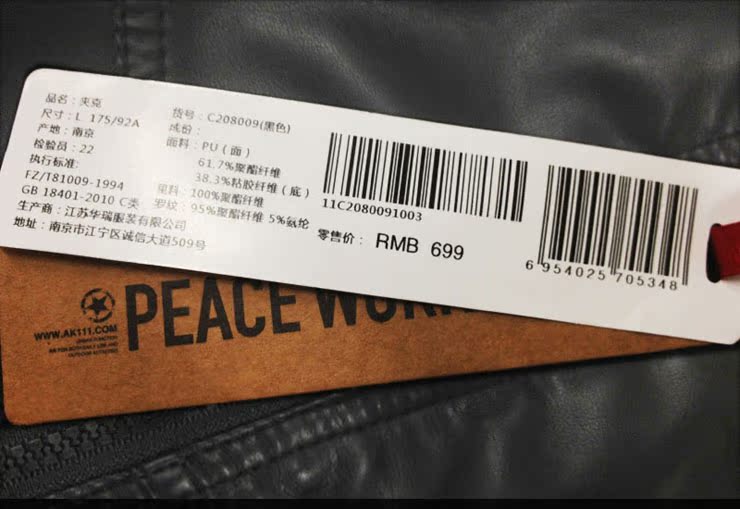 品名：夹克
尺寸：L 175/92A
产地：南京
检验员：22
执行标准：
FZ/T81009-1994
GB 18401-2010 C类
生产商：江苏华瑞服装有限公司
地址：南京市江宁区诚信大道509号
货号：C208009(黑色)
成份：
面料：PU（面）
61.7%聚酯纤维
38.3%粘胶纤维（底）
里料：100%聚酯纤维
罗纹：95%聚酯纤维 5%氨纶
11C2080091003
零售价： RMB 699
6 954025 705348
PEACE
WWW.AK111.COM